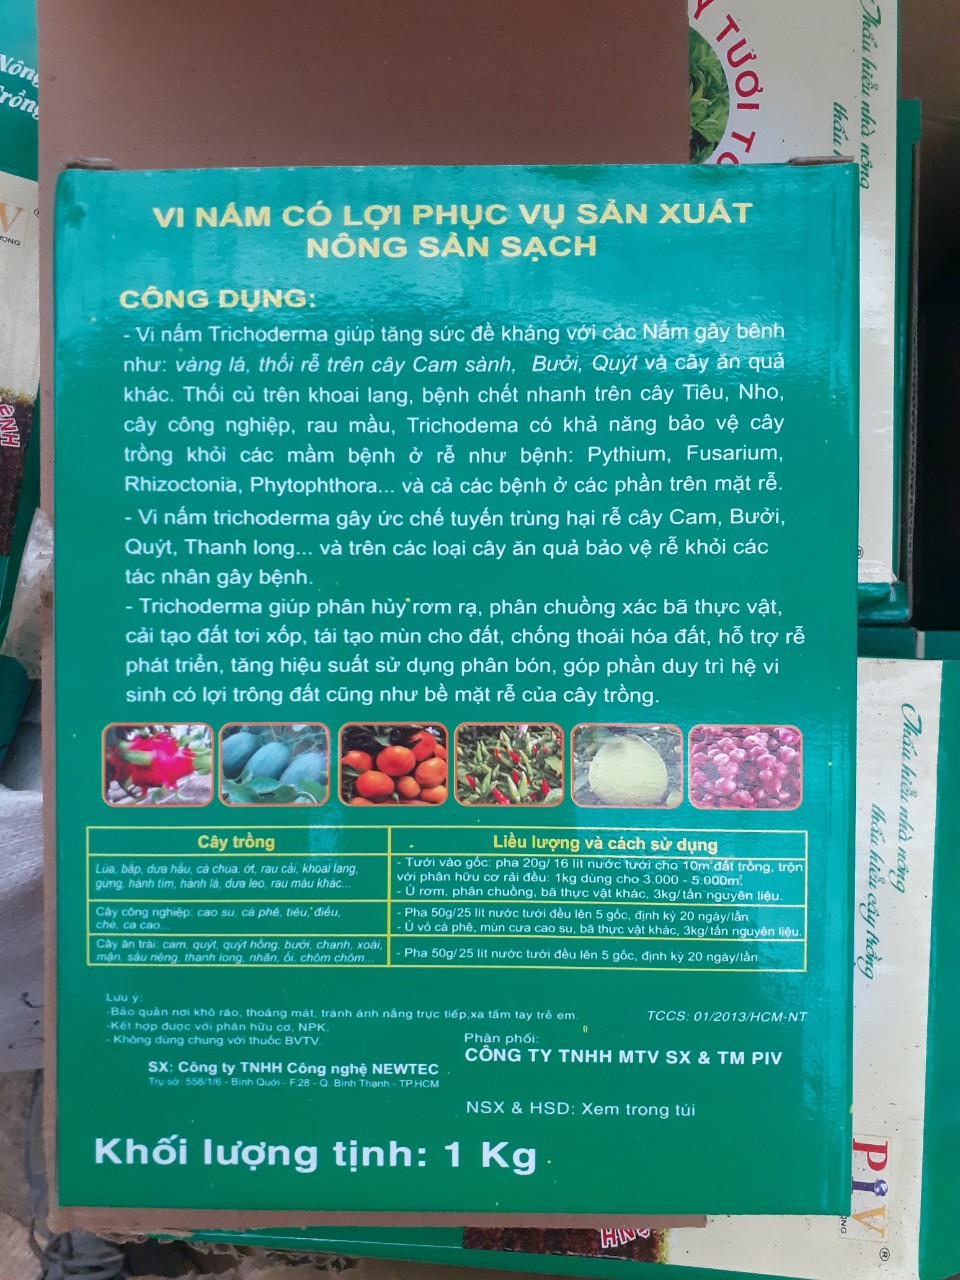 VI NẤM CÓ LỢI PHỤC VỤ SẢN XUẤT
NÔNG SẢN SẠCH
CÔNG DỤNG:
- Vi nấm Trichoderma giúp tăng sức đề kháng với các Nấm gây bênh
như: vàng lá, thối rễ trên cây Cam sành, Bưởi, Quýt và cây ăn quả
khác. Thối củ trên khoai lang, bệnh chết nhanh trên cây Tiêu, Nho,
cây công nghiệp, rau mầu, Trichodema có khả năng bảo vệ cây
trồng khỏi các mầm bệnh ở rễ như bệnh: Pythium, Fusarium,
Rhizoctonia, Phytophthora... và cả các bệnh ở các phần trên mặt rễ.
- Vi nấm trichoderma gây ức chế tuyến trùng hại rễ cây Cam, Bưởi,
Quýt, Thanh long... và trên các loại cây ăn quả bảo vệ rễ khỏi các
tác nhân gây bệnh.
- Trichoderma giúp phân hủy rơm rạ, phân chuồng xác bã thực vật,
cải tạo đất tơi xốp, tái tạo mùn cho đất, chống thoái hóa đất, hỗ trợ rễ
phát triển, tăng hiệu suất sử dụng phân bón, góp phần duy trì hệ vi
sinh có lợi trông đất cũng như bề mặt rễ của cây trồng.
Cây trồng
Liều lượng và cách sử dụng
Lúa, bắp, dưa hấu, cà chua, ớt, rau cải, khoai lang,
gừng, hành tím, hành lá, dưa leo, rau màu khác...
- Tưới vào gốc: pha 20g/ 16 lít nước tưới cho 10m² đất trồng, trộn
với phân hữu cơ rải đều: 1kg dùng cho 3.000 - 5.000m².
- Ủ rơm, phân chuồng, bã thực vật khác, 3kg/tấn nguyên liệu.
Cây công nghiệp: cao su, cà phê, tiêu, điều,
chè, ca cao...
- Pha 50g/25 lít nước tưới đều lên 5 gốc, định kỳ 20 ngày/lần
- Ủ vỏ cà phê, mùn cưa cao su, bã thực vật khác, 3kg/tấn nguyên liệu.
Cây ăn trái: cam, quýt, quýt hồng, bưởi, chanh, xoài,
mận, sầu riêng, thanh long, nhãn, ổi, chôm chôm...
- Pha 50g/25 lít nước tưới đều lên 5 gốc, định kỳ 20 ngày/lần
Lưu ý:
-Bảo quản nơi khô ráo, thoáng mát, tránh ánh nắng trực tiếp,xa tầm tay trẻ em.
-Kết hợp được với phân hữu cơ, NPK.
- Không dùng chung với thuốc BVTV.
TCCS: 01/2013/HCM-NT
SX: Công ty TNHH Công nghệ NEWTEC
Trụ sở: 558/1/6 - Bình Quới - F.28 - Q. Bình Thạnh - TP.HCM
Phân phối:
CÔNG TY TNHH MTV SX & TM PIV
NSX & HSD: Xem trong túi
Khối lượng tịnh: 1 Kg
TƯƠI
Thấu hiểu nhà nông
thấu
Thấu hiểu nhà nông
thấu hiểu cây trồng
PIV
®